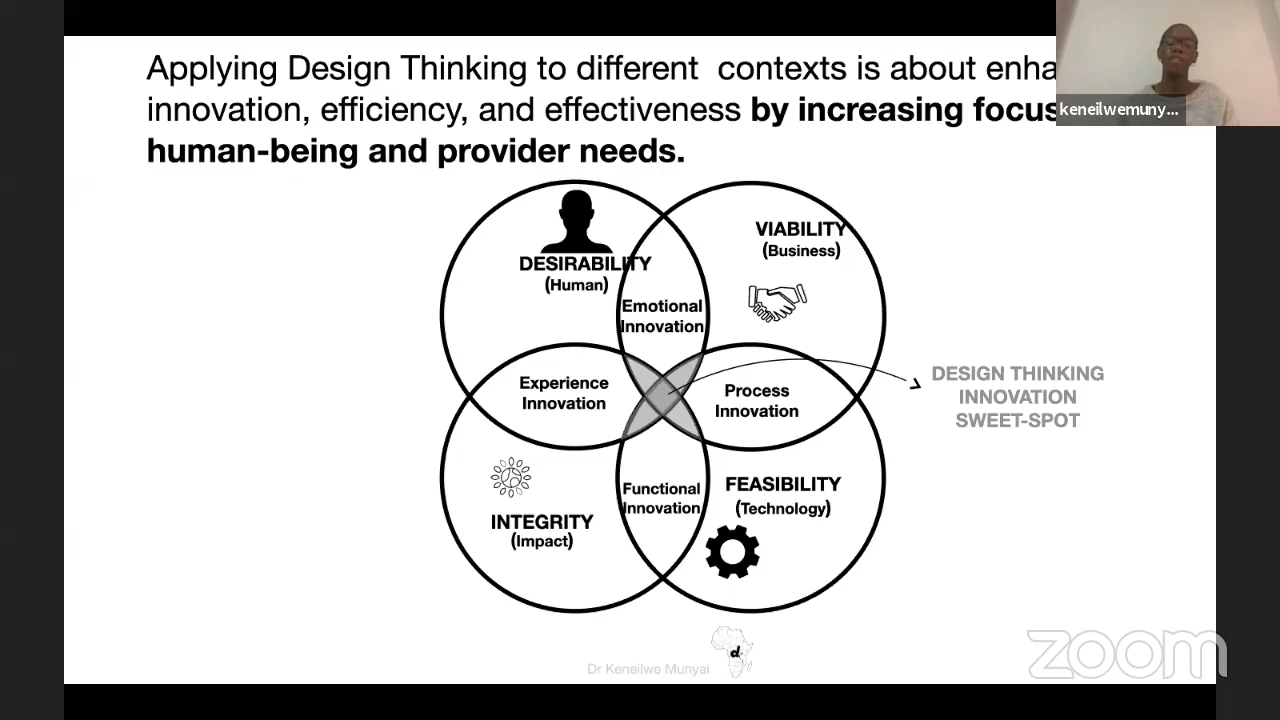 Applying Design Thinking to different contexts is about
innovation, efficiency, and effectiveness by increasing
human-being and provider needs.
keneilwemuny...
DESIRABILITY
(Human)
VIABILITY
(Business)
Emotional
Innovation
Experience
Innovation
Process
Innovation
DESIGN THINKING
INNOVATION
SWEET-SPOT
Functional
Innovation
INTEGRITY
(Impact)
FEASIBILITY
(Technology)
d.
Dr Keneilwe Munyai
zoom